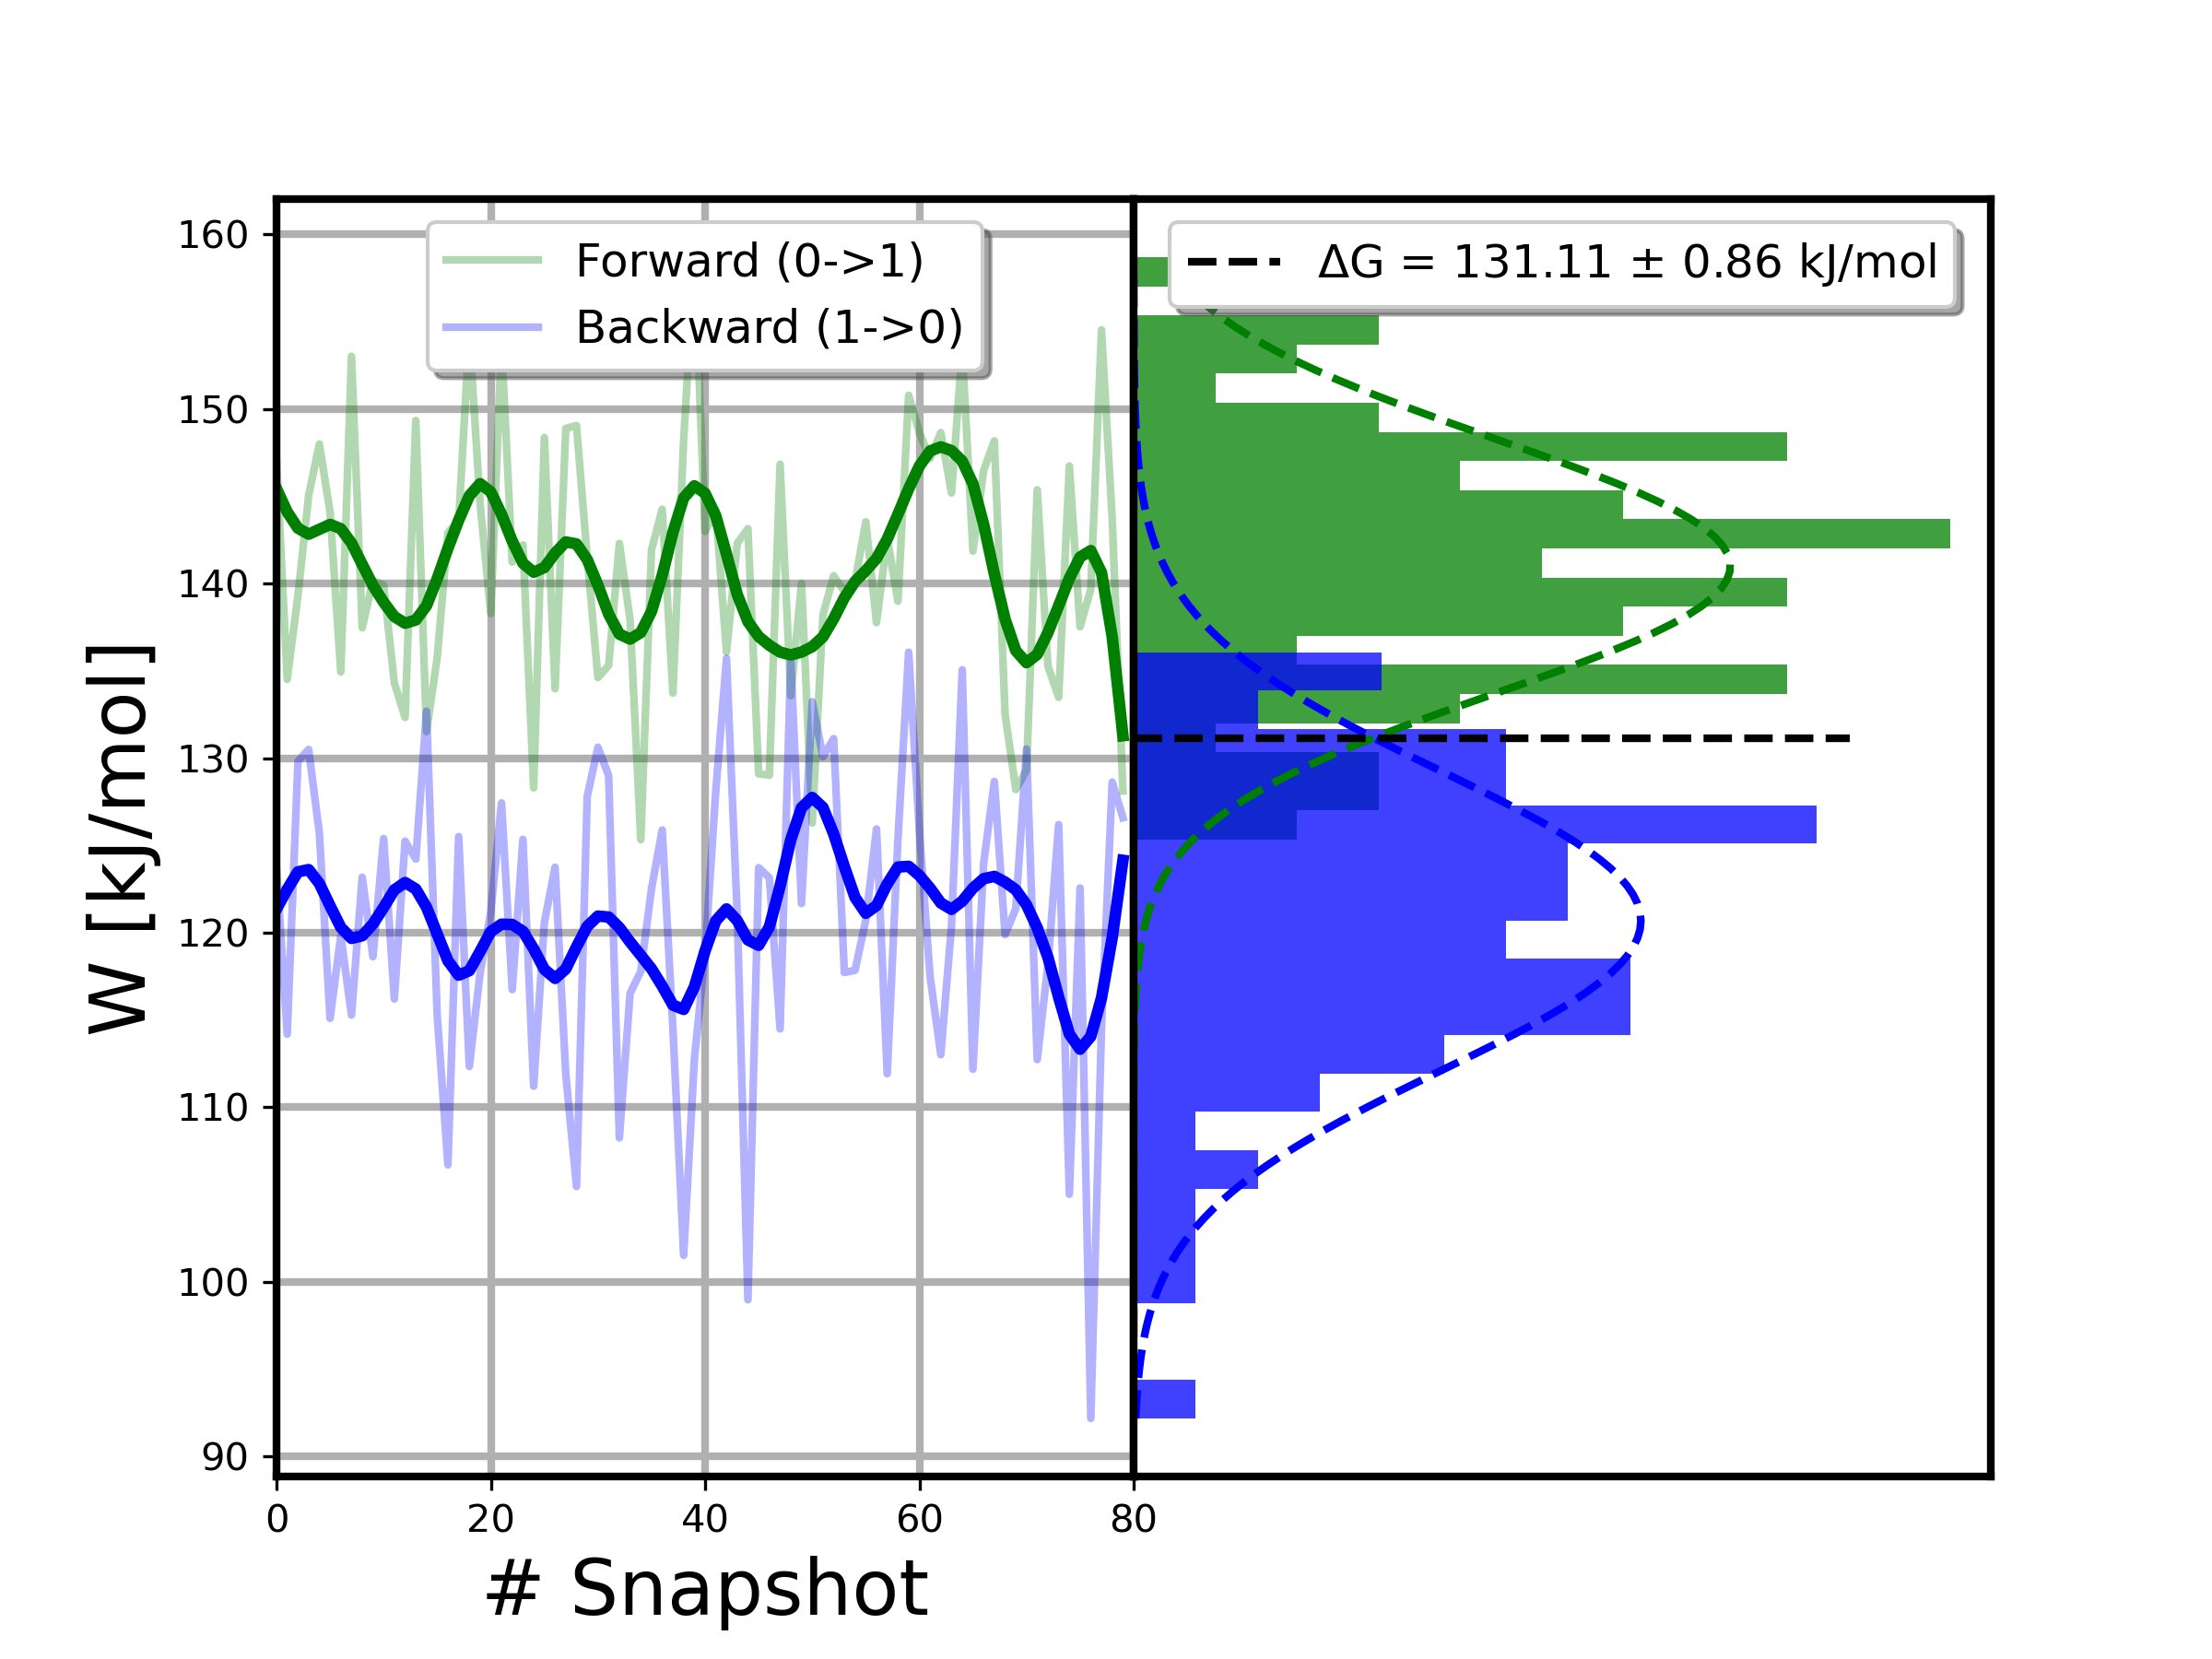 Forward (0->1)
Backward (1->0)
ΔG = 131.11 ± 0.86 kJ/mol
160
150
140
130
120
110
100
90
W [kJ/mol]
0 20 40 60 80
# Snapshot